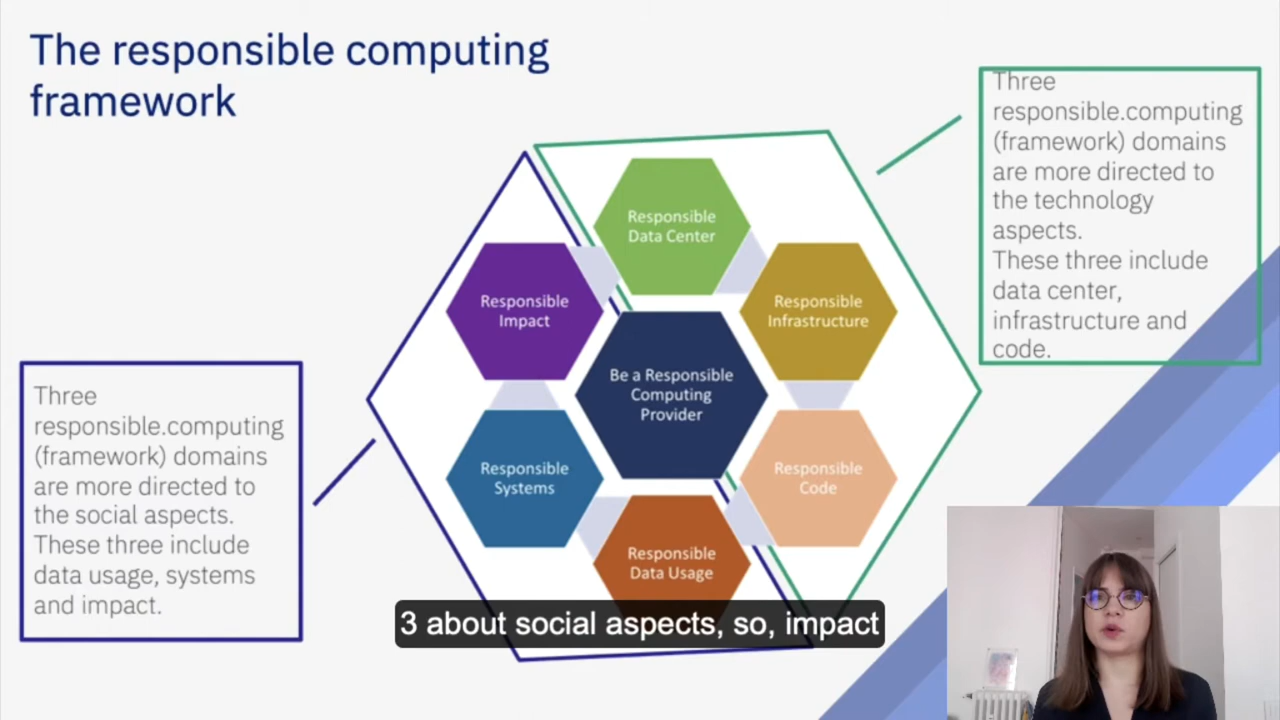 The responsible computing
framework
Three
responsible.computing
(framework) domains
are more directed to
the technology
aspects.
These three include
data center,
infrastructure and
code.
Responsible
Data Center
Responsible
Impact
Responsible
Infrastructure
Be a Responsible
Computing
Provider
Responsible
Systems
Responsible
Code
Responsible
Data Usage
Three
responsible.computing
(framework) domains
are more directed to
the social aspects.
These three include
data usage, systems
and impact.
3 about social aspects, so, impact